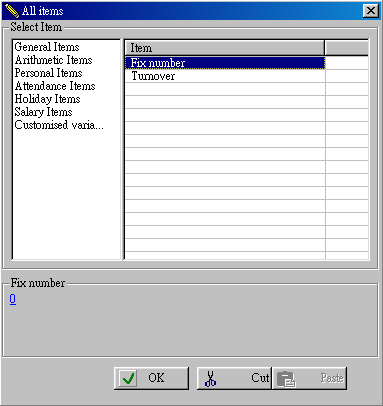 All items
Select Item
General Items
Arithmetic Items
Personal Items
Attendance Items
Holiday Items
Salary Items
Customised varia...
Item
Fix number
Turnover
Fix number
0
OK
Cut
Paste